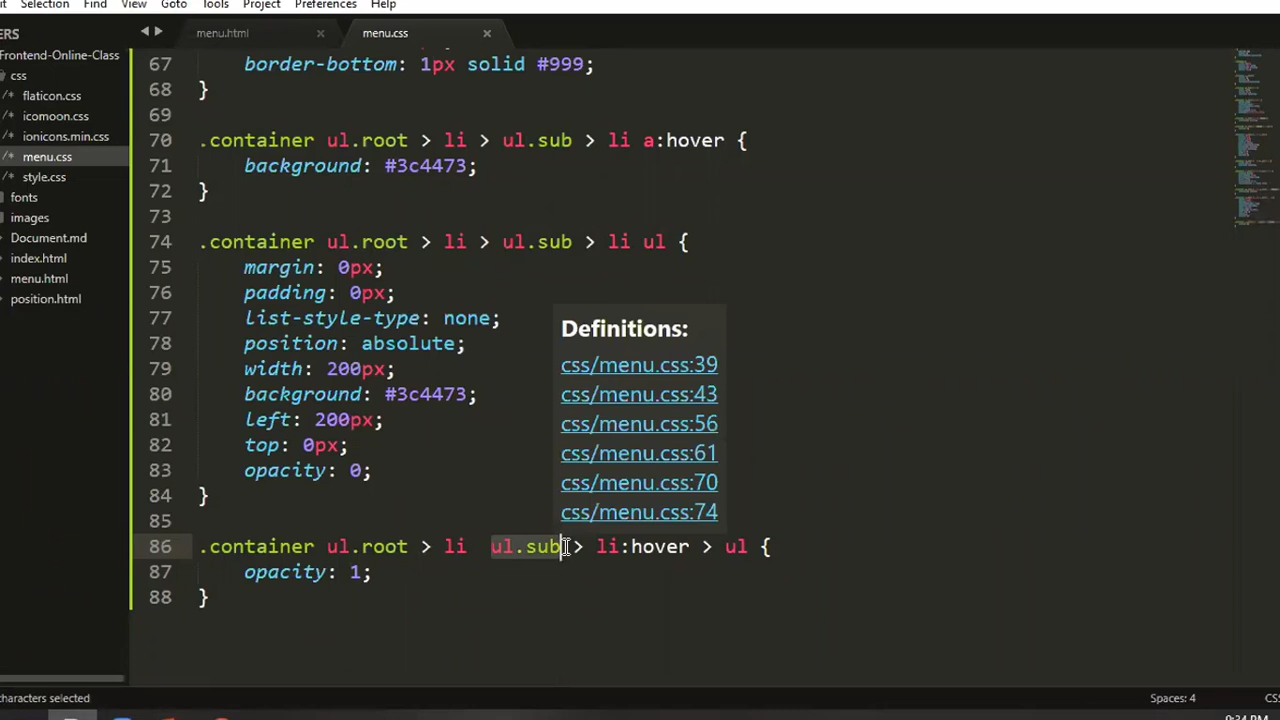 Selection Find View Goto Tools Project Preferences Help
ERS
menu.html × menu.css ×
Frontend-Online-Class
css
flaticon.css
icomoon.css
ionicons.min.css
menu.css
style.css
fonts
images
Document.md
index.html
menu.html
position.html
67 border-bottom: 1px solid #999;
68 }
69
70 .container ul.root > li > ul.sub > li a:hover {
71 background: #3c4473;
72 }
73
74 .container ul.root > li > ul.sub > li ul {
75 margin: 0px;
76 padding: 0px;
77 list-style-type: none;
78 position: absolute;
79 width: 200px;
80 background: #3c4473;
81 left: 200px;
82 top: 0px;
83 opacity: 0;
84 }
85
86 .container ul.root > li ul.sub > li:hover > ul {
87 opacity: 1;
88 }
Definitions:
css/menu.css:39
css/menu.css:43
css/menu.css:56
css/menu.css:61
css/menu.css:70
css/menu.css:74
characters selected
Spaces: 4
CS
9:34 PM